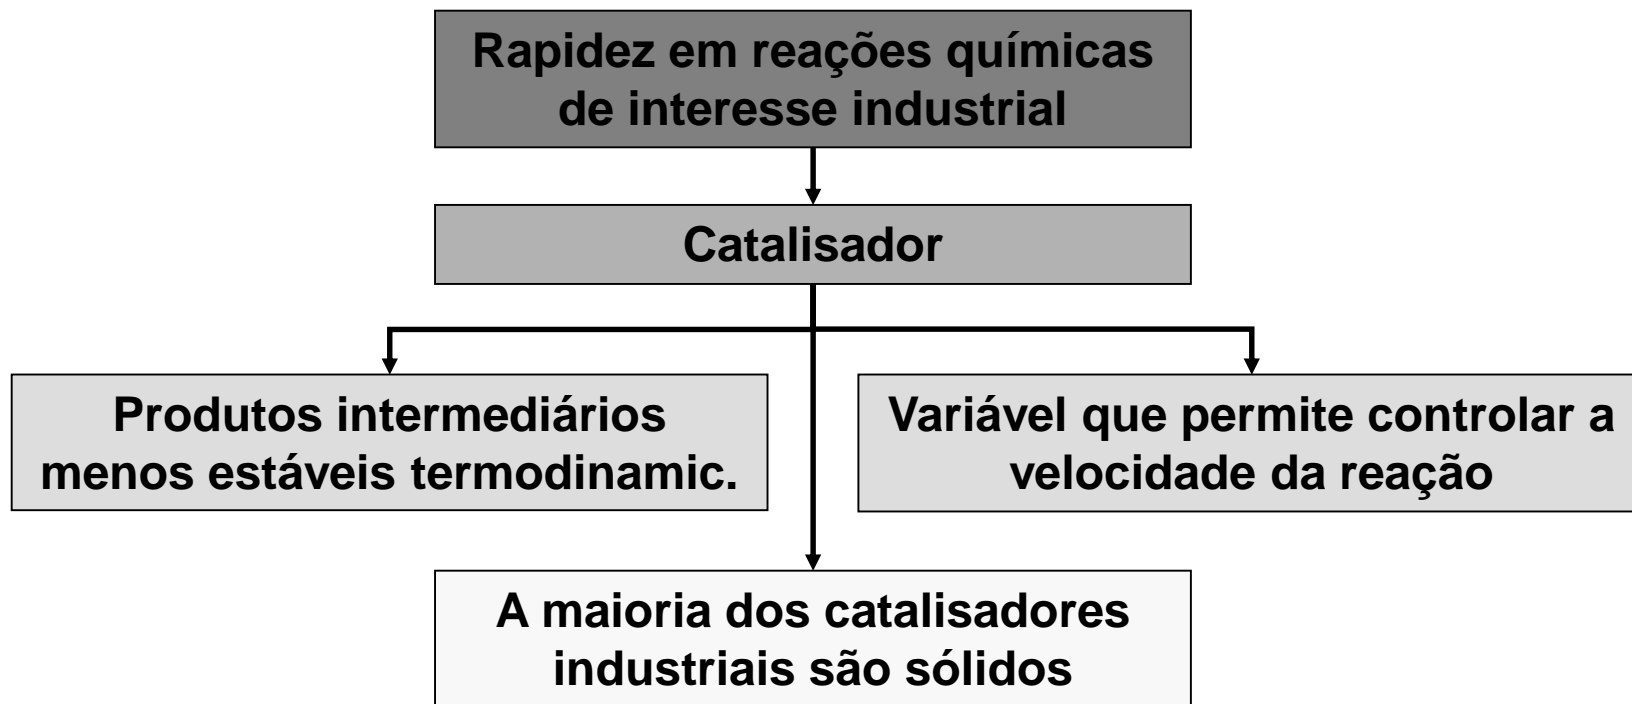 Rapidez em reações químicas
de interesse industrial
Catalisador
Produtos intermediários
menos estáveis termodinamic.
Variável que permite controlar a
velocidade da reação
A maioria dos catalisadores
industriais são sólidos